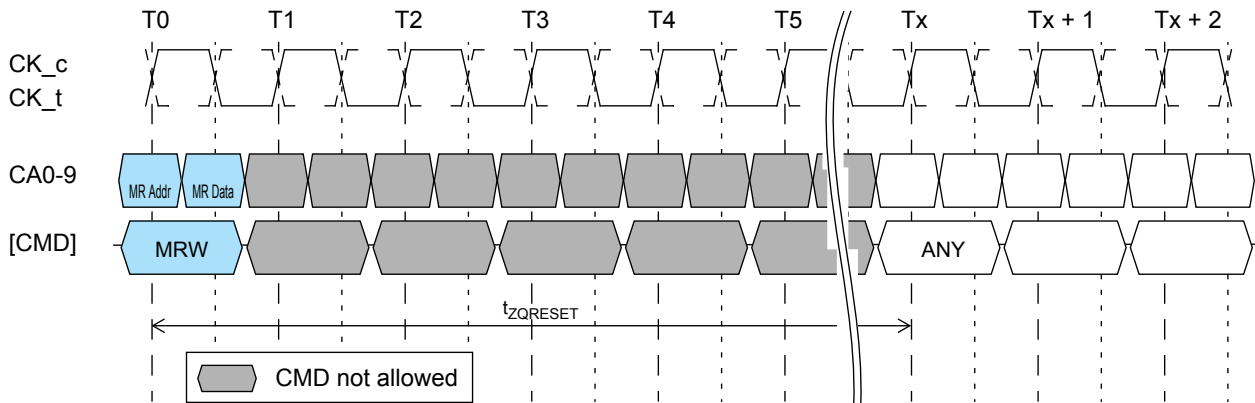 T0 T1 T2 T3 T4 T5 Tx Tx + 1 Tx + 2
CK_c
CK_t
CA0-9 MR Addr MR Data
[CMD] MRW ANY
tZQRESET
CMD not allowed